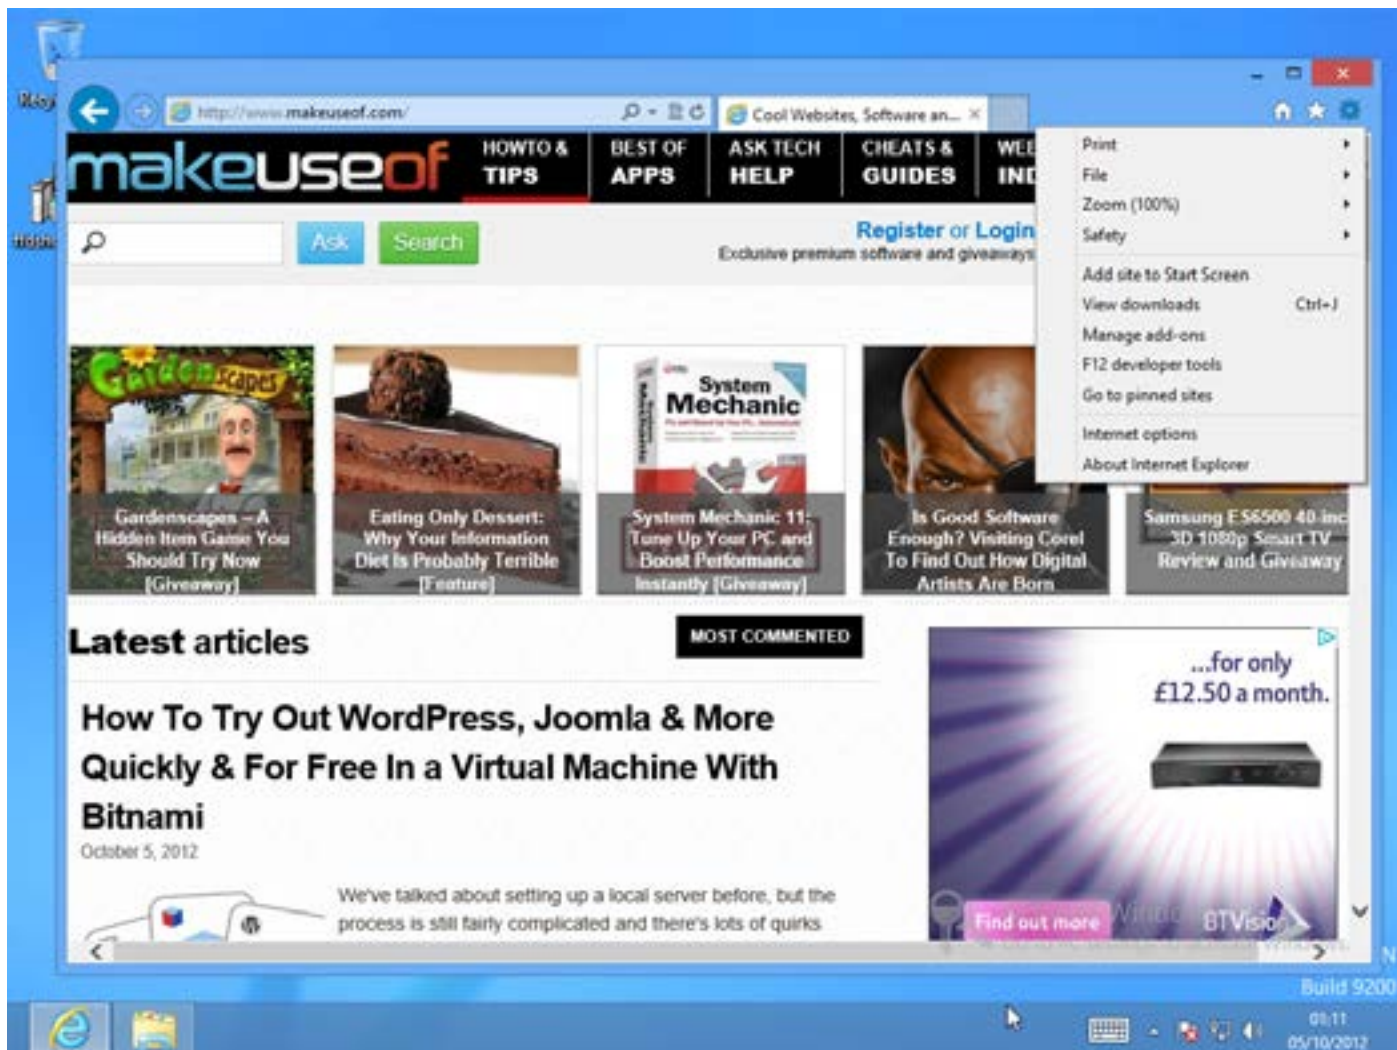 http://www.makeuseof.com/
Cool Websites, Software an...
makeuseof
HOWTO &
TIPS
BEST OF
APPS
ASK TECH
HELP
CHEATS &
GUIDES
Ask
Search
Register or Login
Exclusive premium software and giveaways
Print
File
Zoom (100%)
Safety
Add site to Start Screen
View downloads Ctrl+J
Manage add-ons
F12 developer tools
Go to pinned sites
Internet options
About Internet Explorer
Gardenscapes
System
Mechanic
Gardenscapes – A
Hidden Item Game You
Should Try Now
[Giveaway]
Eating Only Dessert:
Why Your Information
Diet Is Probably Terrible
[Feature]
System Mechanic 11-
Tune Up Your PC and
Boost Performance
Instantly [Giveaway]
Is Good Software
Enough? Visiting Corel
To Find Out How Digital
Artists Are Born
Samsung ES6500 40-inc
3D 1080p Smart TV
Review and Giveaway
Latest articles
MOST COMMENTED
How To Try Out WordPress, Joomla & More
Quickly & For Free In a Virtual Machine With
Bitnami
October 5, 2012
We've talked about setting up a local server before, but the
process is still fairly complicated and there's lots of quirks
...for only
£12.50 a month.
Find out more
BTVision
Build 9200
01:11
05/10/2012